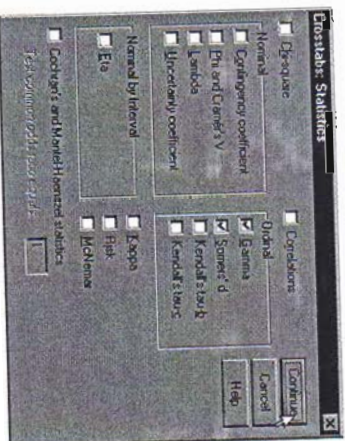 Crosstabs: Statistics
Chi-square
Correlations
Continue
Cancel
Help
Nominal
Contingency coefficient
Phi and Cramér's V
Lambda
Uncertainty coefficient
Ordinal
Gamma
Somers' d
Kendall's tau-b
Kendall's tau-c
Nominal by Interval
Eta
Kappa
Risk
McNemar
Cochran's and Mantel-Haenszel statistics
Test common odds ratio equals: